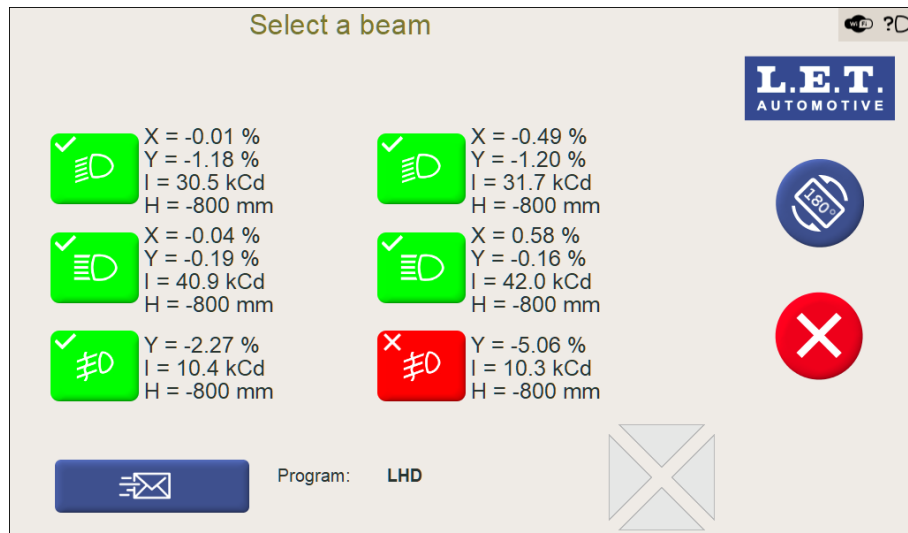 Select a beam
WiFi ?D
L.E.T.
AUTOMOTIVE
X = -0.01 %
Y = -1.18 %
I = 30.5 kCd
H = -800 mm
X = -0.49 %
Y = -1.20 %
I = 31.7 kCd
H = -800 mm
180°
X = -0.04 %
Y = -0.19 %
I = 40.9 kCd
H = -800 mm
X = 0.58 %
Y = -0.16 %
I = 42.0 kCd
H = -800 mm
Y = -2.27 %
I = 10.4 kCd
H = -800 mm
Y = -5.06 %
I = 10.3 kCd
H = -800 mm
Program: LHD